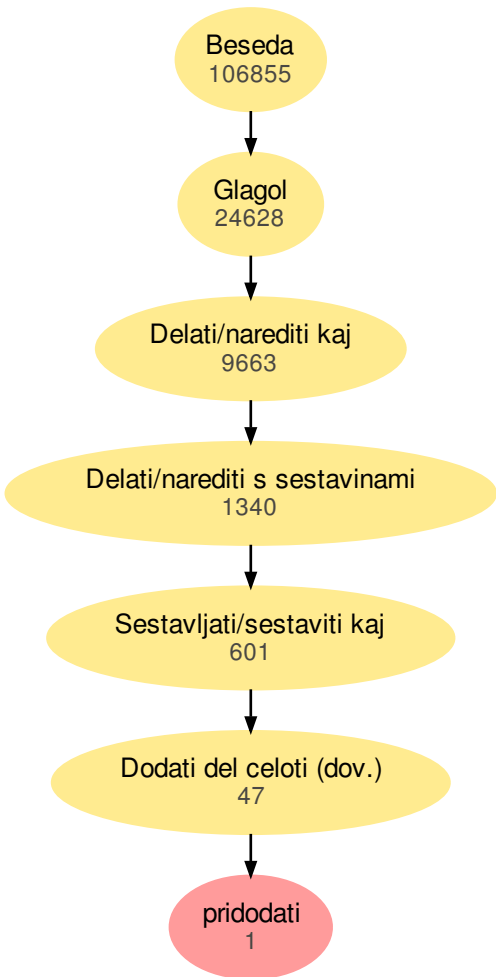 Beseda
106855
Glagol
24628
Delati/narediti kaj
9663
Delati/narediti s sestavinami
1340
Sestavljati/sestaviti kaj
601
Dodati del celoti (dov.)
47
pridodati
1